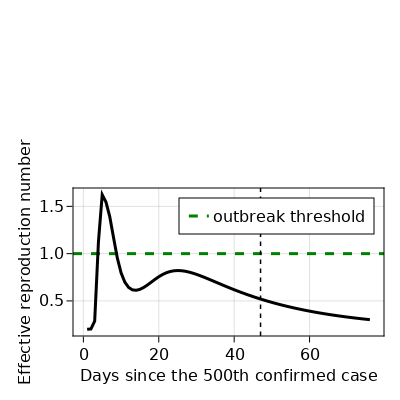 Effective reproduction number
1.5
1.0
0.5
outbreak threshold
0 20 40 60
Days since the 500th confirmed case